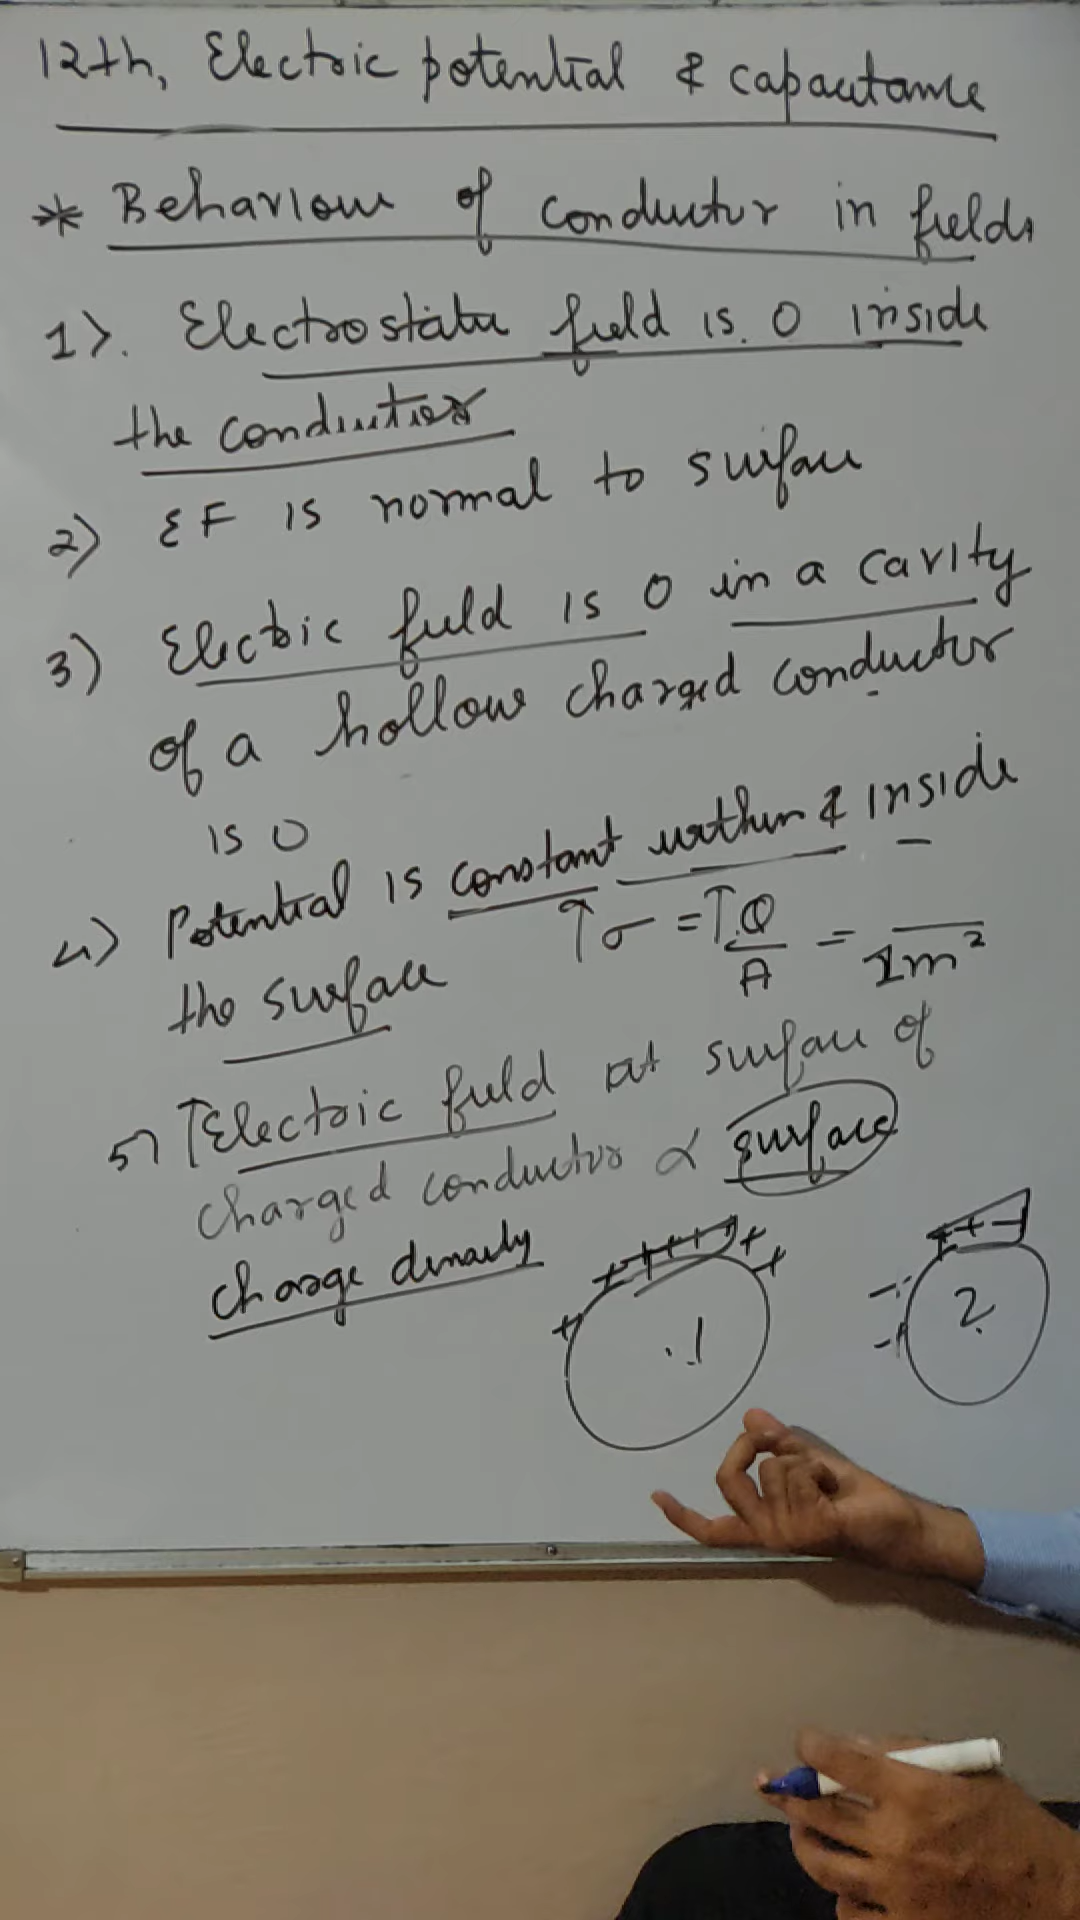 12th, Electric potential & capacitance
* Behaviour of conductor in fields
1). Electrostatic field is 0 inside
the conductor
2) EF is normal to surface
3) Electric field is 0 in a cavity
of a hollow charged conductor
is 0
4) Potential is constant within & inside
the surface
↑σ = ↑Q/A = —/1m²
5) ↑Electric field at surface of
charged conductor ∝ surface
charge density
+ + + + + + + +
+ + -
- -
.1
2